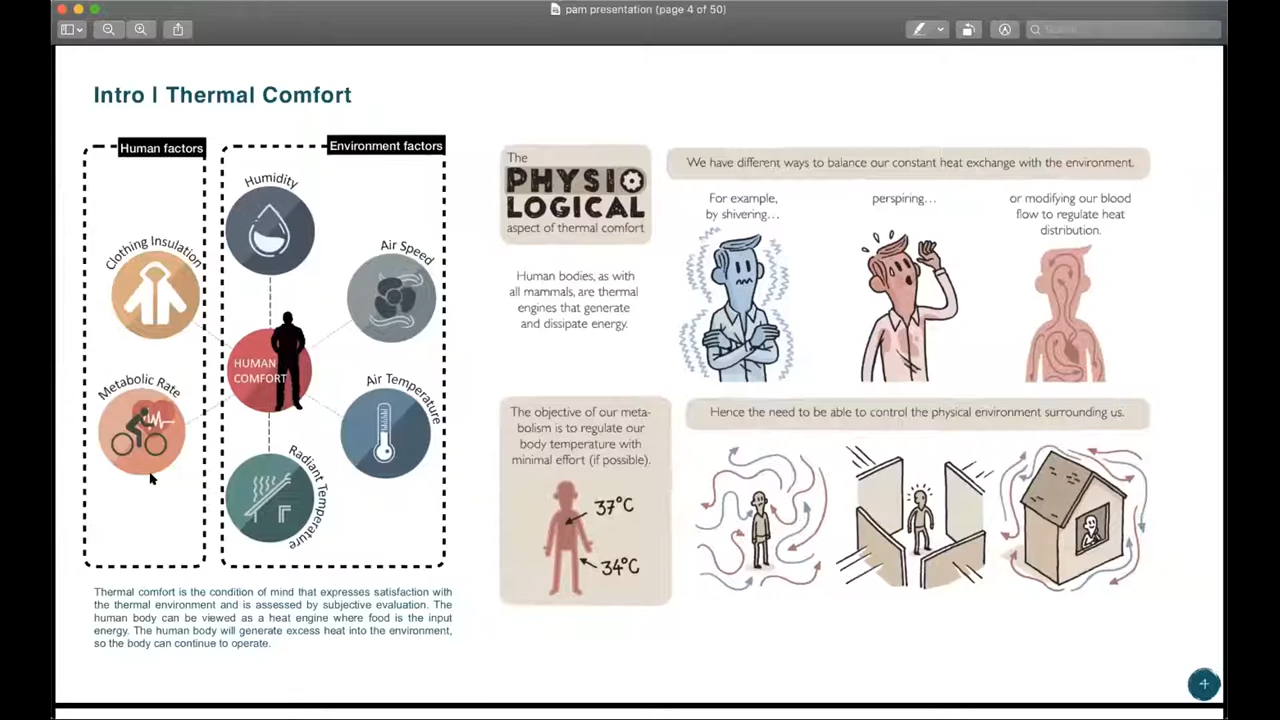 pam presentation (page 4 of 50)
Search
Intro | Thermal Comfort
Human factors
Environment factors
Humidity
Clothing Insulation
Air Speed
HUMAN
COMFORT
Metabolic Rate
Air Temperature
Radiant Temperature
Thermal comfort is the condition of mind that expresses satisfaction with
the thermal environment and is assessed by subjective evaluation. The
human body can be viewed as a heat engine where food is the input
energy. The human body will generate excess heat into the environment,
so the body can continue to operate.
The
PHYSIO
LOGICAL
aspect of thermal comfort
Human bodies, as with
all mammals, are thermal
engines that generate
and dissipate energy.
We have different ways to balance our constant heat exchange with the environment.
For example,
by shivering...
perspiring...
or modifying our blood
flow to regulate heat
distribution.
The objective of our meta-
bolism is to regulate our
body temperature with
minimal effort (if possible).
37°C
34°C
Hence the need to be able to control the physical environment surrounding us.
4